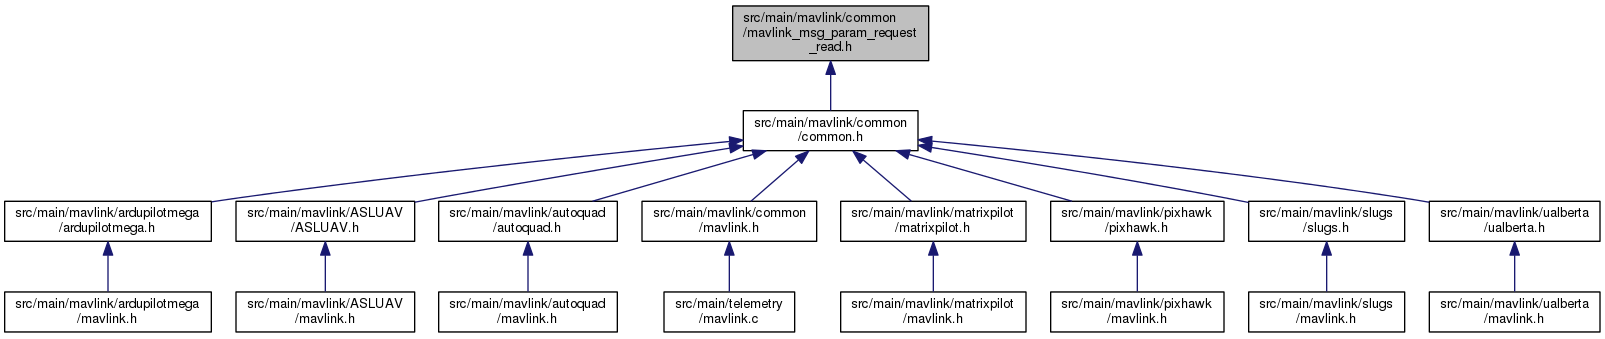 src/main/mavlink/common
/mavlink_msg_param_request
_read.h
src/main/mavlink/common
/common.h
src/main/mavlink/ardupilotmega
/ardupilotmega.h
src/main/mavlink/ASLUAV
/ASLUAV.h
src/main/mavlink/autoquad
/autoquad.h
src/main/mavlink/common
/mavlink.h
src/main/mavlink/matrixpilot
/matrixpilot.h
src/main/mavlink/pixhawk
/pixhawk.h
src/main/mavlink/slugs
/slugs.h
src/main/mavlink/ualberta
/ualberta.h
src/main/mavlink/ardupilotmega
/mavlink.h
src/main/mavlink/ASLUAV
/mavlink.h
src/main/mavlink/autoquad
/mavlink.h
src/main/telemetry
/mavlink.c
src/main/mavlink/matrixpilot
/mavlink.h
src/main/mavlink/pixhawk
/mavlink.h
src/main/mavlink/slugs
/mavlink.h
src/main/mavlink/ualberta
/mavlink.h